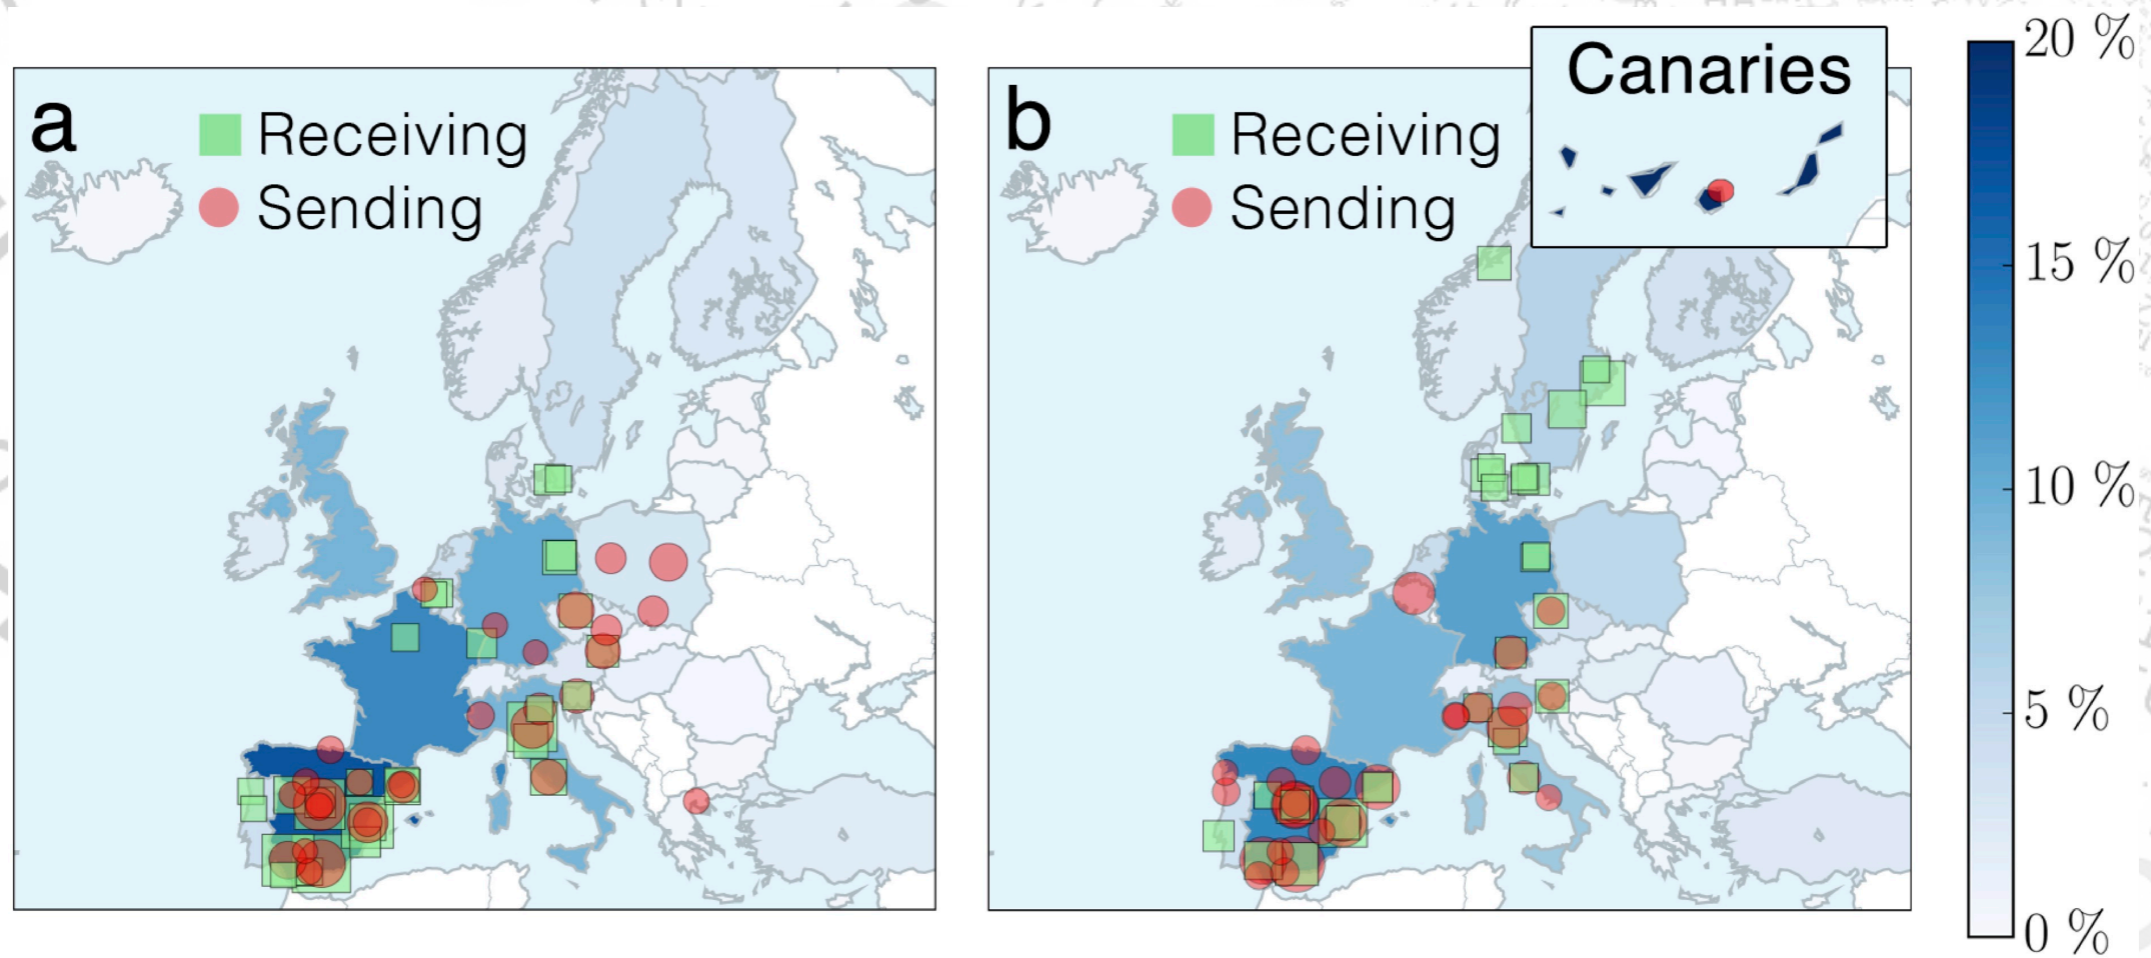 a
Receiving
Sending
b
Receiving
Sending
Canaries
20 %
15 %
10 %
5 %
0 %